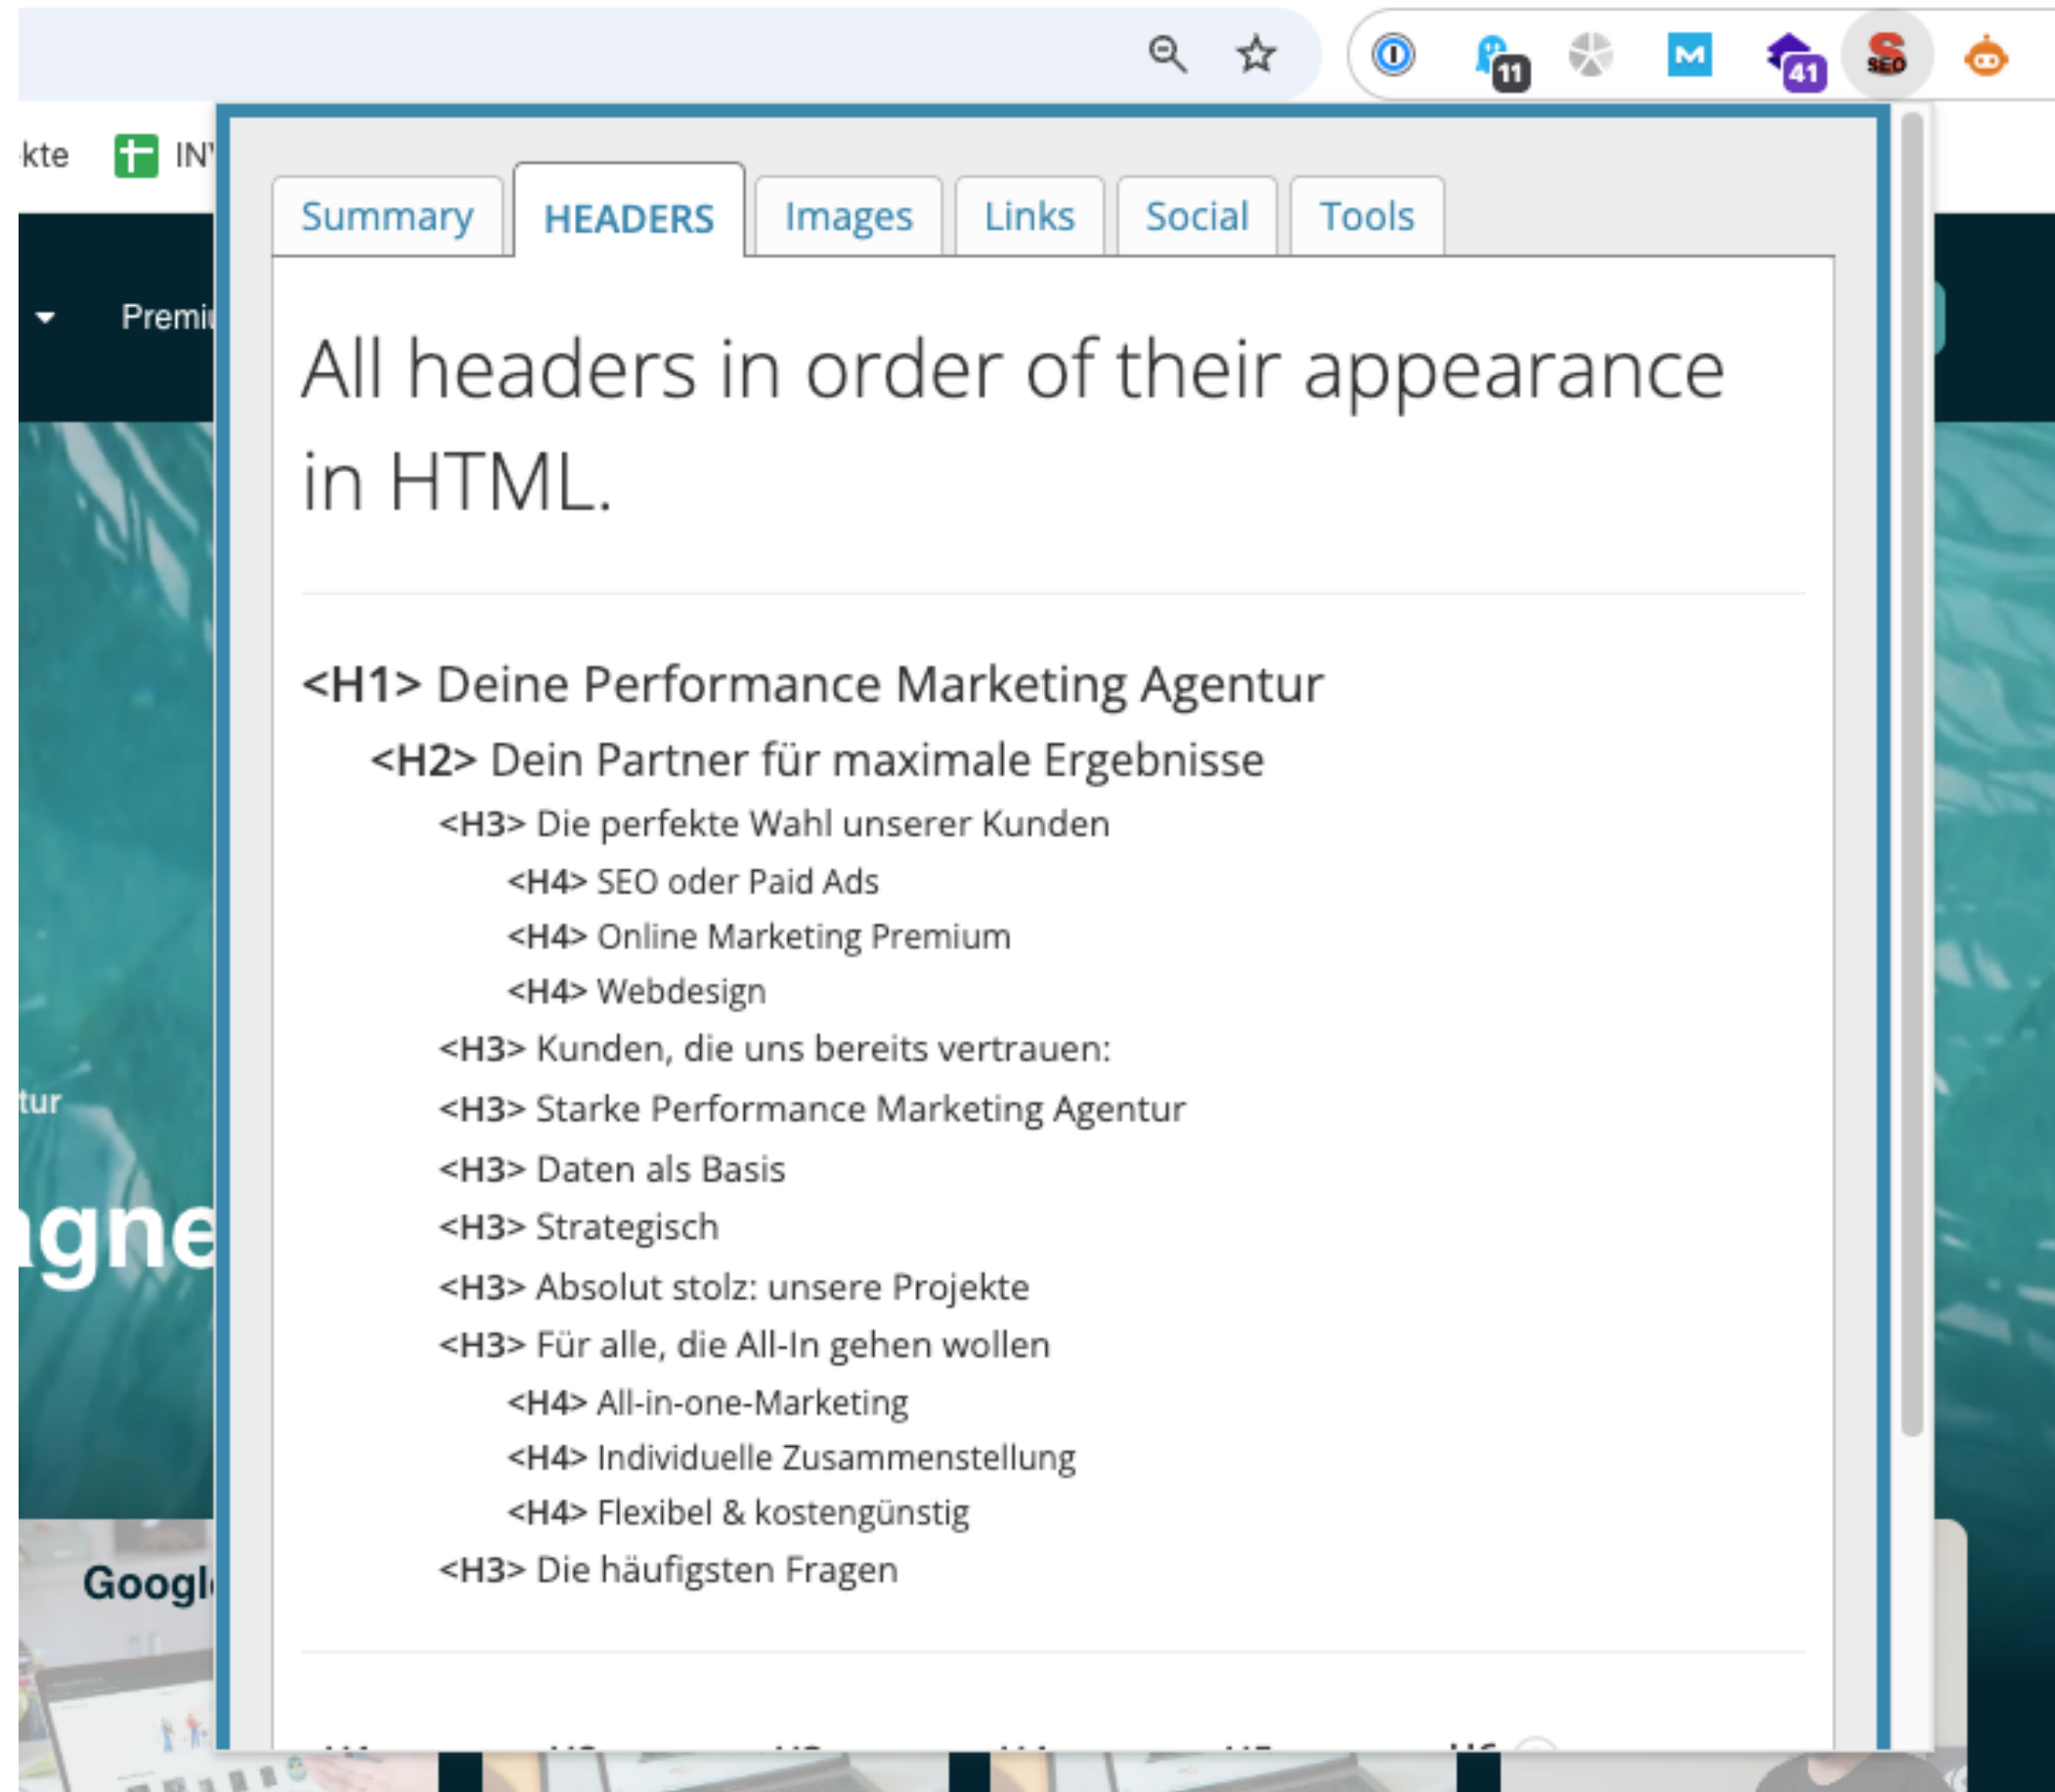 11
M
41
S
SEO
kte
Summary
HEADERS
Images
Links
Social
Tools
All headers in order of their appearance
in HTML.
<H1> Deine Performance Marketing Agentur
<H2> Dein Partner für maximale Ergebnisse
<H3> Die perfekte Wahl unserer Kunden
<H4> SEO oder Paid Ads
<H4> Online Marketing Premium
<H4> Webdesign
<H3> Kunden, die uns bereits vertrauen:
<H3> Starke Performance Marketing Agentur
tur
<H3> Daten als Basis
<H3> Strategisch
<H3> Absolut stolz: unsere Projekte
<H3> Für alle, die All-In gehen wollen
<H4> All-in-one-Marketing
<H4> Individuelle Zusammenstellung
<H4> Flexibel & kostengünstig
<H3> Die häufigsten Fragen